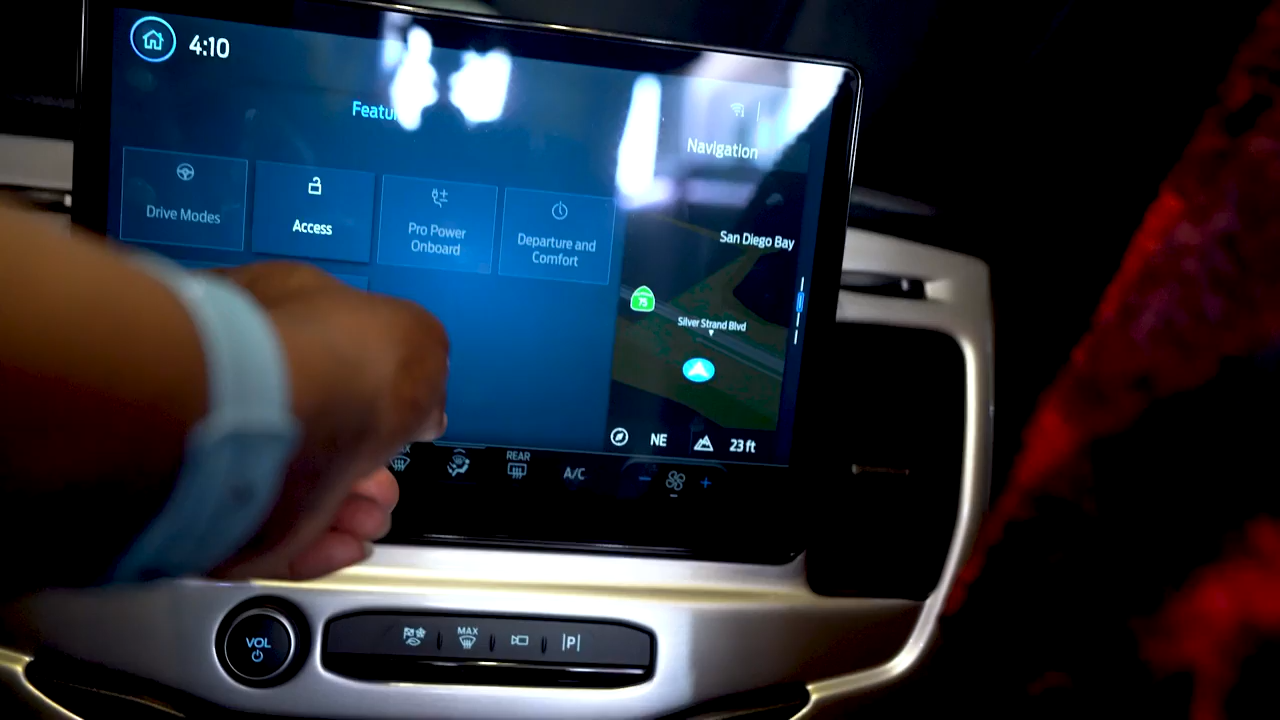 4:10
Navigation
Drive Modes
Access
Pro Power
Onboard
Departure and
Comfort
San Diego Bay
75
Silver Strand Blvd
NE
23 ft
REAR
A/C
VOL
MAX
P